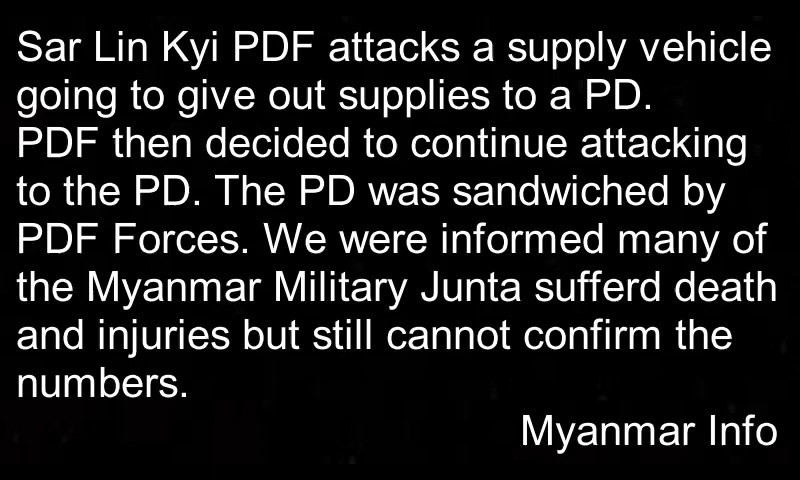 Sar Lin Kyi PDF attacks a supply vehicle
going to give out supplies to a PD.
PDF then decided to continue attacking
to the PD. The PD was sandwiched by
PDF Forces. We were informed many of
the Myanmar Military Junta sufferd death
and injuries but still cannot confirm the
numbers.
Myanmar Info